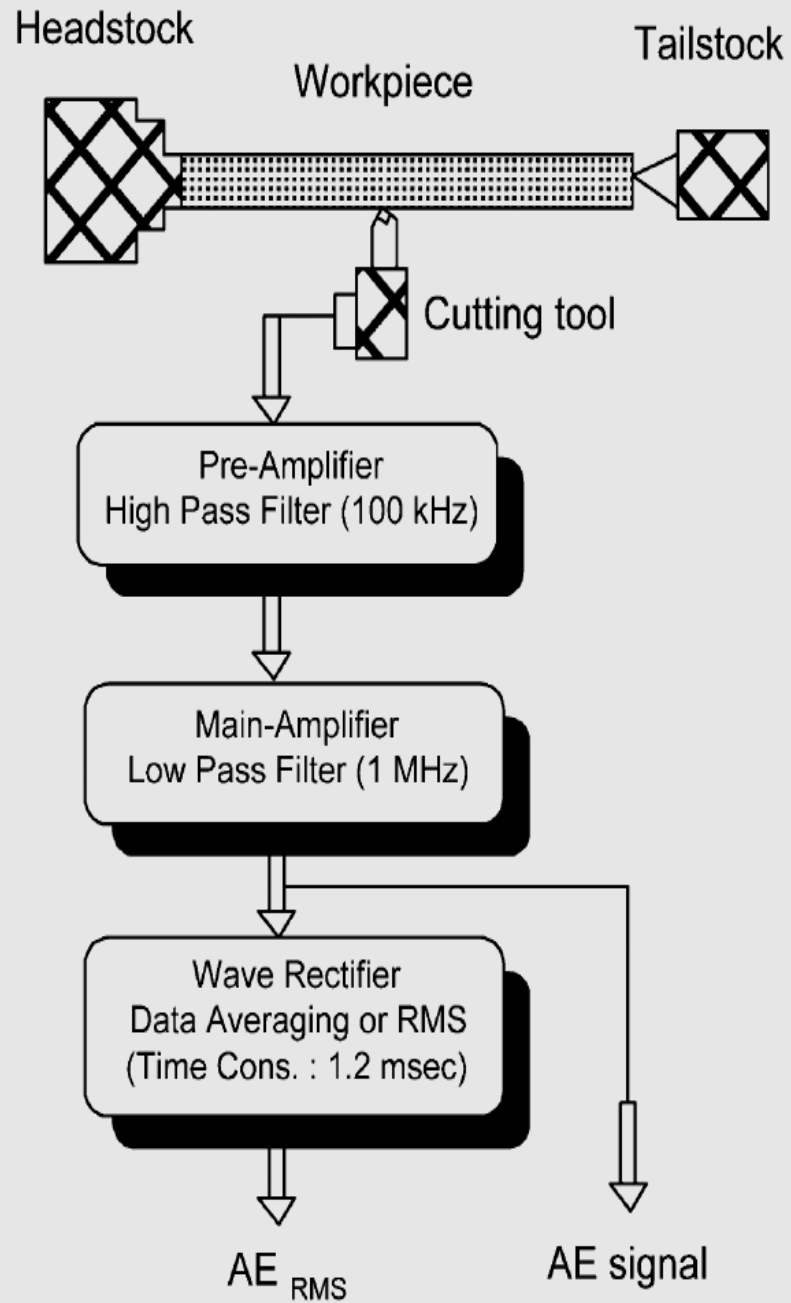 Headstock
Tailstock
Workpiece
Cutting tool
Pre-Amplifier
High Pass Filter (100 kHz)
Main-Amplifier
Low Pass Filter (1 MHz)
Wave Rectifier
Data Averaging or RMS
(Time Cons. : 1.2 msec)
AE RMS
AE signal